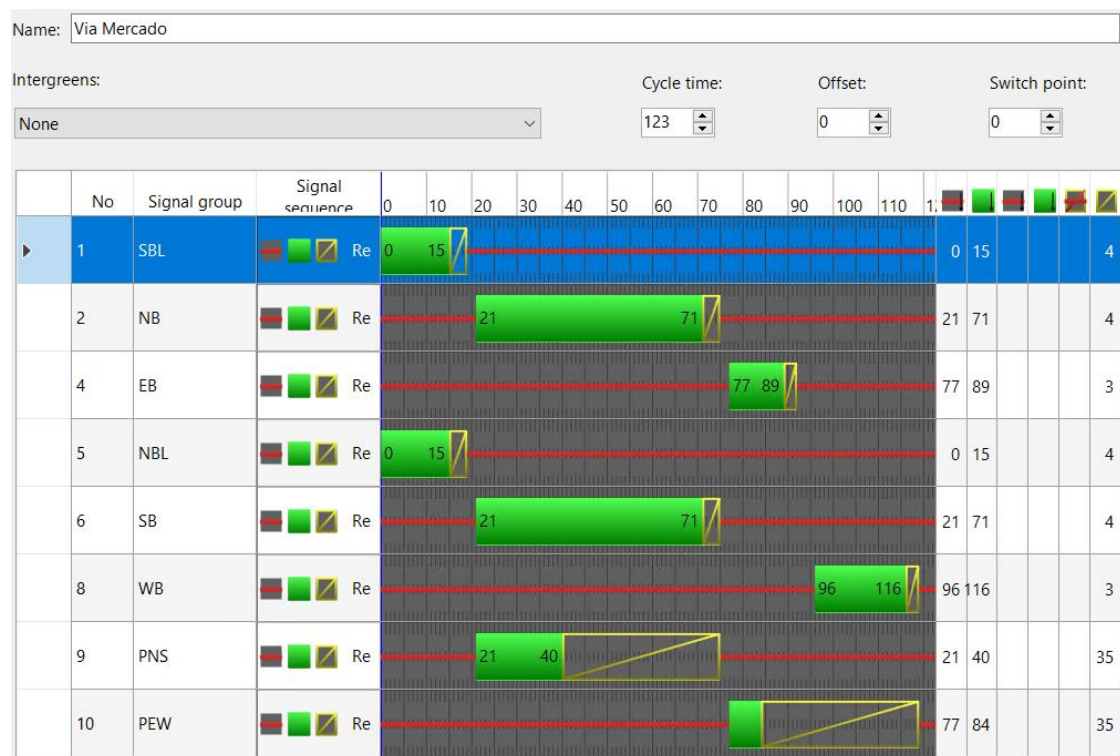 Name: Via Mercado
Intergreens: Cycle time: Offset: Switch point:
None 123 0 0
No Signal group Signal sequence 0 10 20 30 40 50 60 70 80 90 100 110
1 SBL Re 0 15 0 15 4
2 NB Re 21 71 21 71 4
4 EB Re 77 89 77 89 3
5 NBL Re 0 15 0 15 4
6 SB Re 21 71 21 71 4
8 WB Re 96 116 96 116 3
9 PNS Re 21 40 21 40 35
10 PEW Re 77 84 35